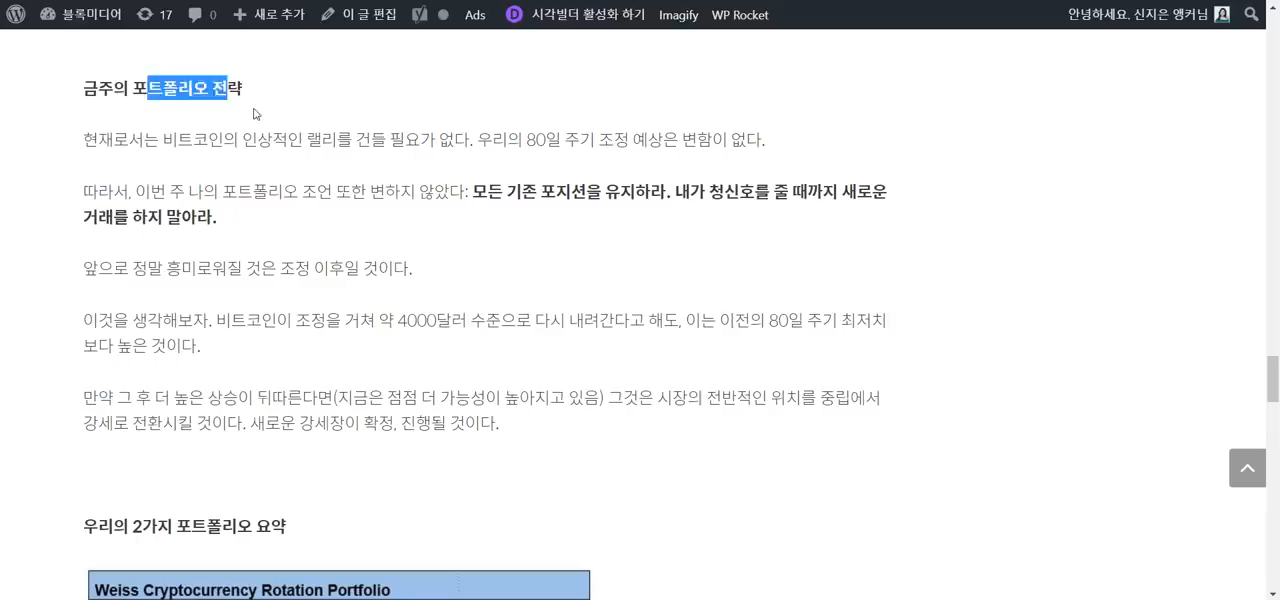 블록미디어 17 0 새로 추가 이 글 편집 Ads 시각빌더 활성화 하기 Imagify WP Rocket 안녕하세요. 신지은 앵커님
금주의 포트폴리오 전략
현재로서는 비트코인의 인상적인 랠리를 건들 필요가 없다. 우리의 80일 주기 조정 예상은 변함이 없다.
따라서, 이번 주 나의 포트폴리오 조언 또한 변하지 않았다: 모든 기존 포지션을 유지하라. 내가 청신호를 줄 때까지 새로운
거래를 하지 말아라.
앞으로 정말 흥미로워질 것은 조정 이후일 것이다.
이것을 생각해보자. 비트코인이 조정을 거쳐 약 4000달러 수준으로 다시 내려간다고 해도, 이는 이전의 80일 주기 최저치
보다 높은 것이다.
만약 그 후 더 높은 상승이 뒤따른다면(지금은 점점 더 가능성이 높아지고 있음) 그것은 시장의 전반적인 위치를 중립에서
강세로 전환시킬 것이다. 새로운 강세장이 확정, 진행될 것이다.
우리의 2가지 포트폴리오 요약
Weiss Cryptocurrency Rotation Portfolio